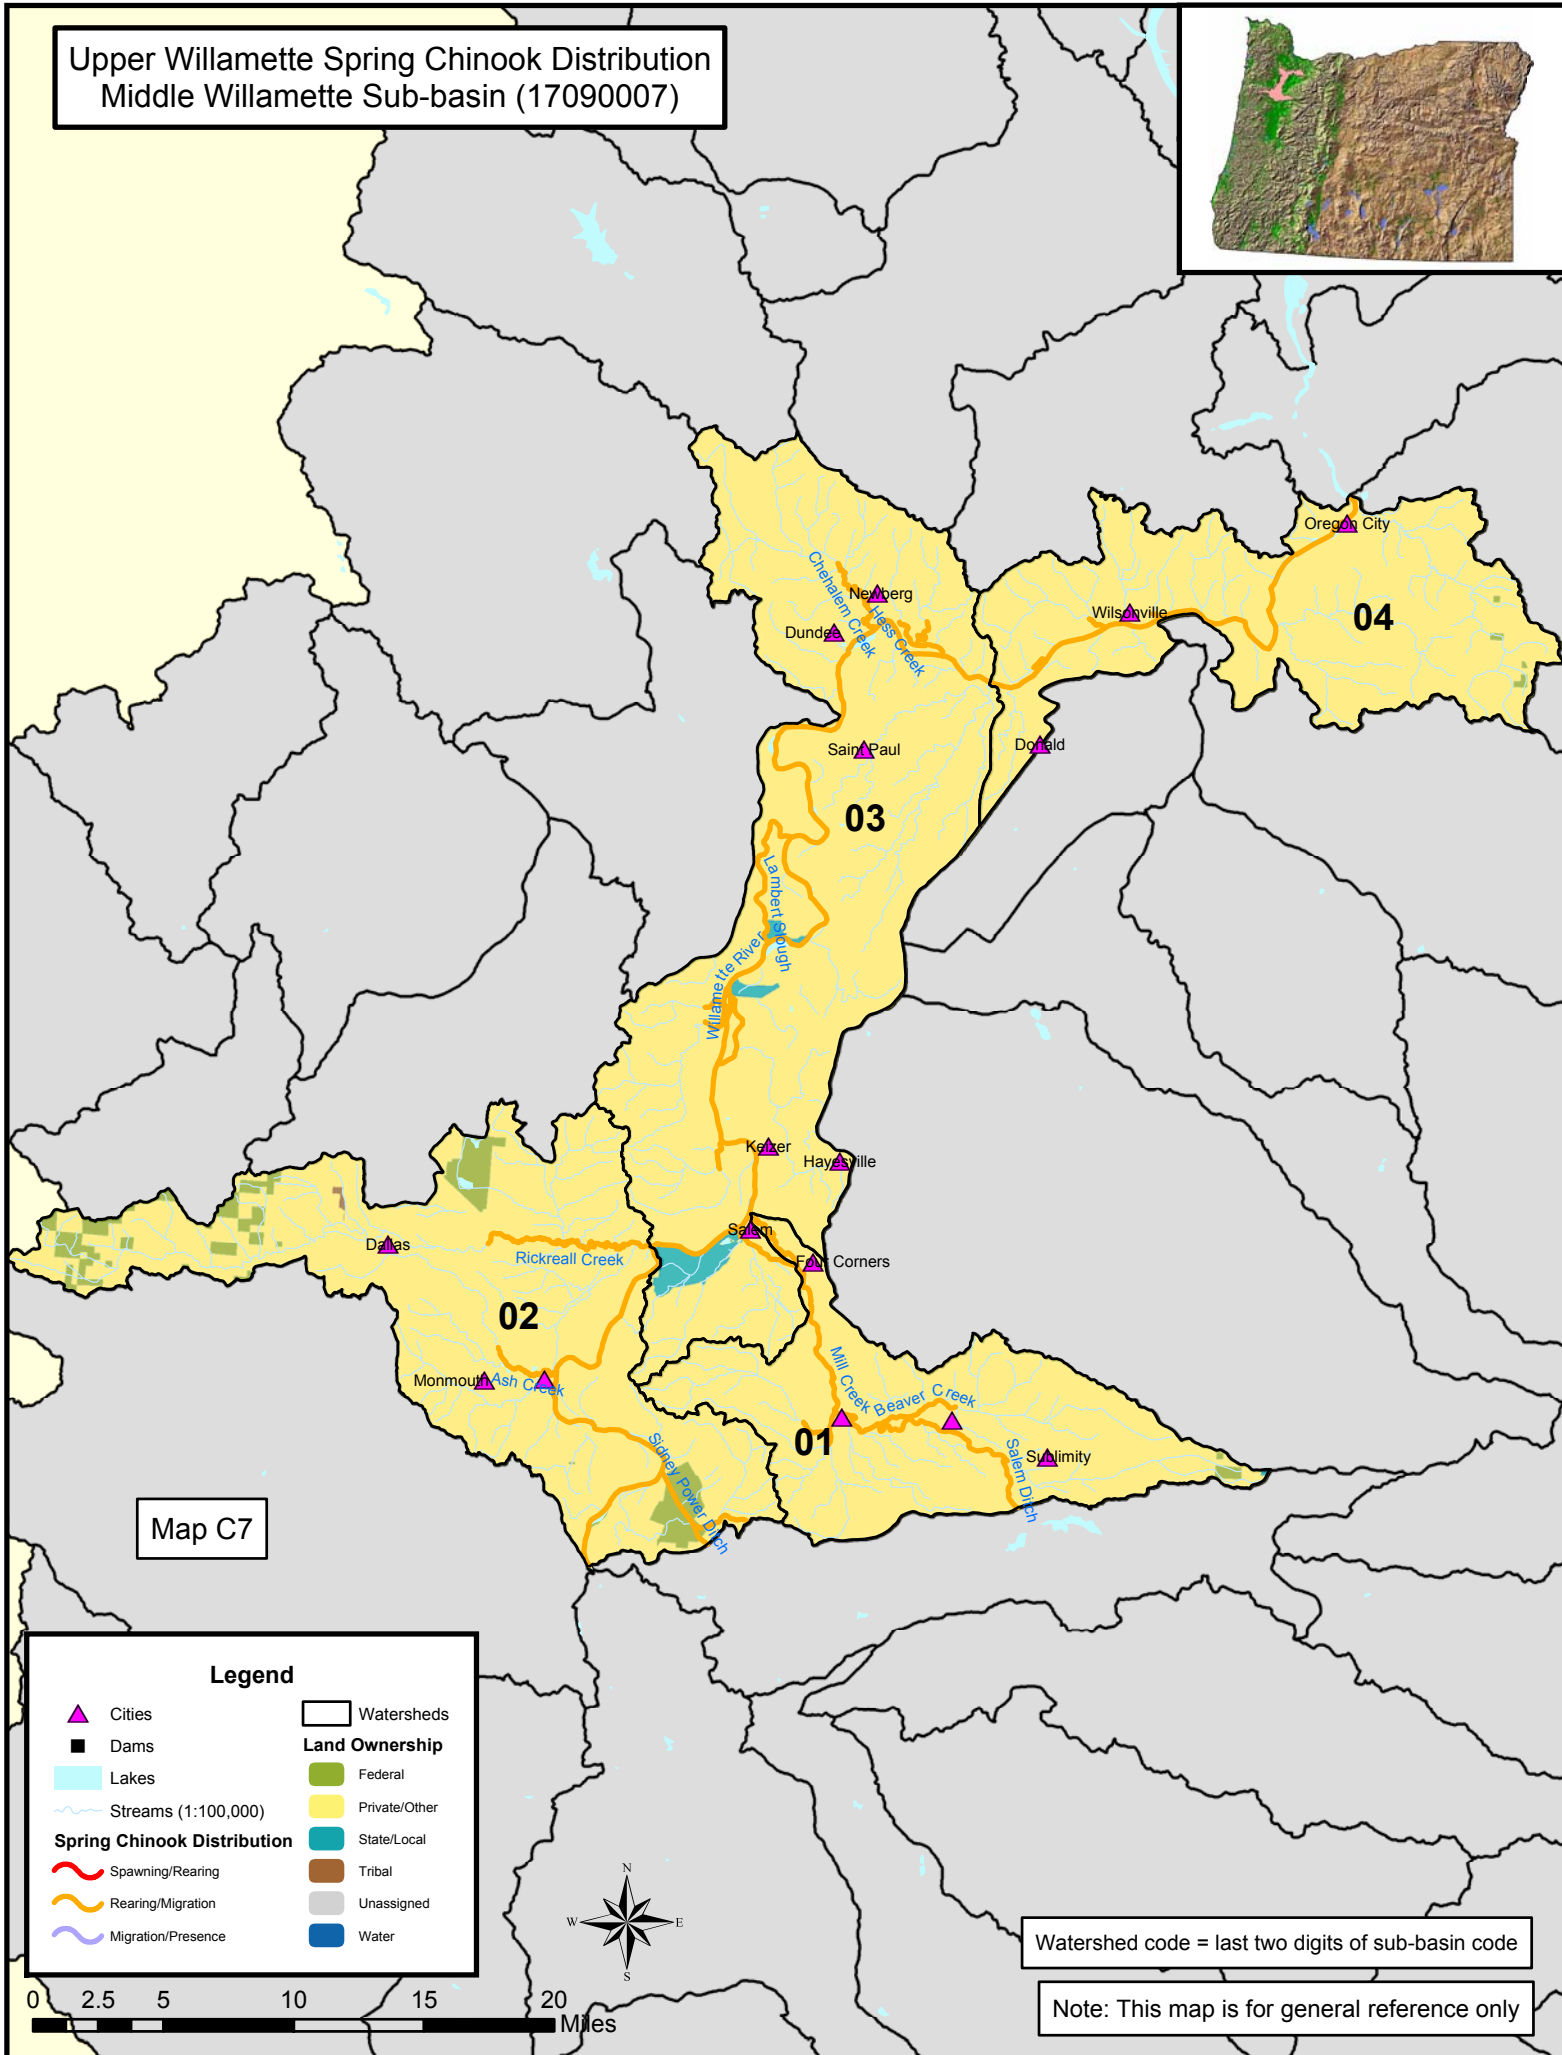 Upper Willamette Spring Chinook Distribution
Middle Willamette Sub-basin (17090007)
Oregon City
Chehalem Creek
Newberg
Hess Creek
Wilsonville
04
Dundee
Saint Paul
Donald
03
Lambert Slough
Willamette River
Keizer
Hayesville
Salem
Dallas
Rickreall Creek
Four Corners
02
Mill Creek
Monmouth
Ash Creek
Beaver Creek
01
Sidney Power Ditch
Salem Ditch
Sublimity
Map C7
Legend
Cities
Dams
Lakes
Streams (1:100,000)
Spring Chinook Distribution
Spawning/Rearing
Rearing/Migration
Migration/Presence
Watersheds
Land Ownership
Federal
Private/Other
State/Local
Tribal
Unassigned
Water
N
W
E
S
Watershed code = last two digits of sub-basin code
Note: This map is for general reference only
0 2.5 5 10 15 20
Miles